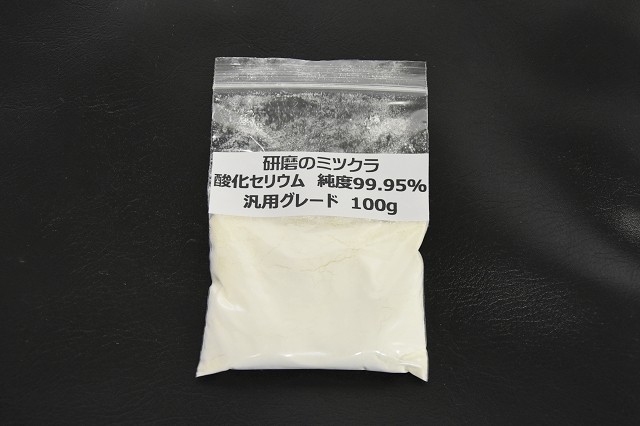 研磨のミツクラ
酸化セリウム 純度99.95%
汎用グレード 100g